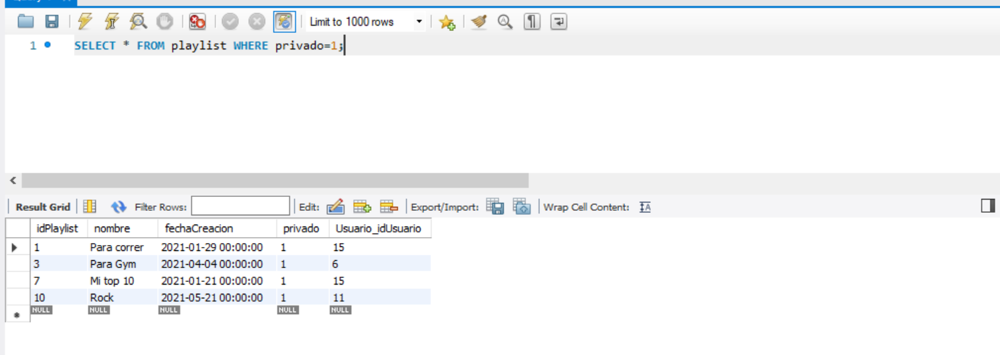 Limit to 1000 rows
1 SELECT * FROM playlist WHERE privado=1;
Result Grid Filter Rows: Edit: Export/Import: Wrap Cell Content: IA
idPlaylist nombre fechaCreacion privado Usuario_idUsuario
1 Para correr 2021-01-29 00:00:00 1 15
3 Para Gym 2021-04-04 00:00:00 1 6
7 Mi top 10 2021-01-21 00:00:00 1 15
10 Rock 2021-05-21 00:00:00 1 11
NULL NULL NULL NULL NULL